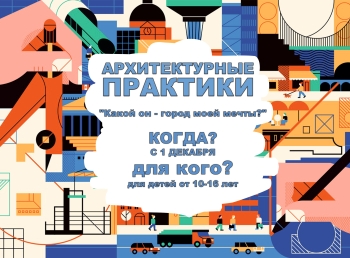 АРХИТЕКТУРНЫЕ
ПРАКТИКИ
"Какой он - город моей мечты?"
КОГДА?
С 1 ДЕКАБРЯ
для кого?
для детей от 10-16 лет